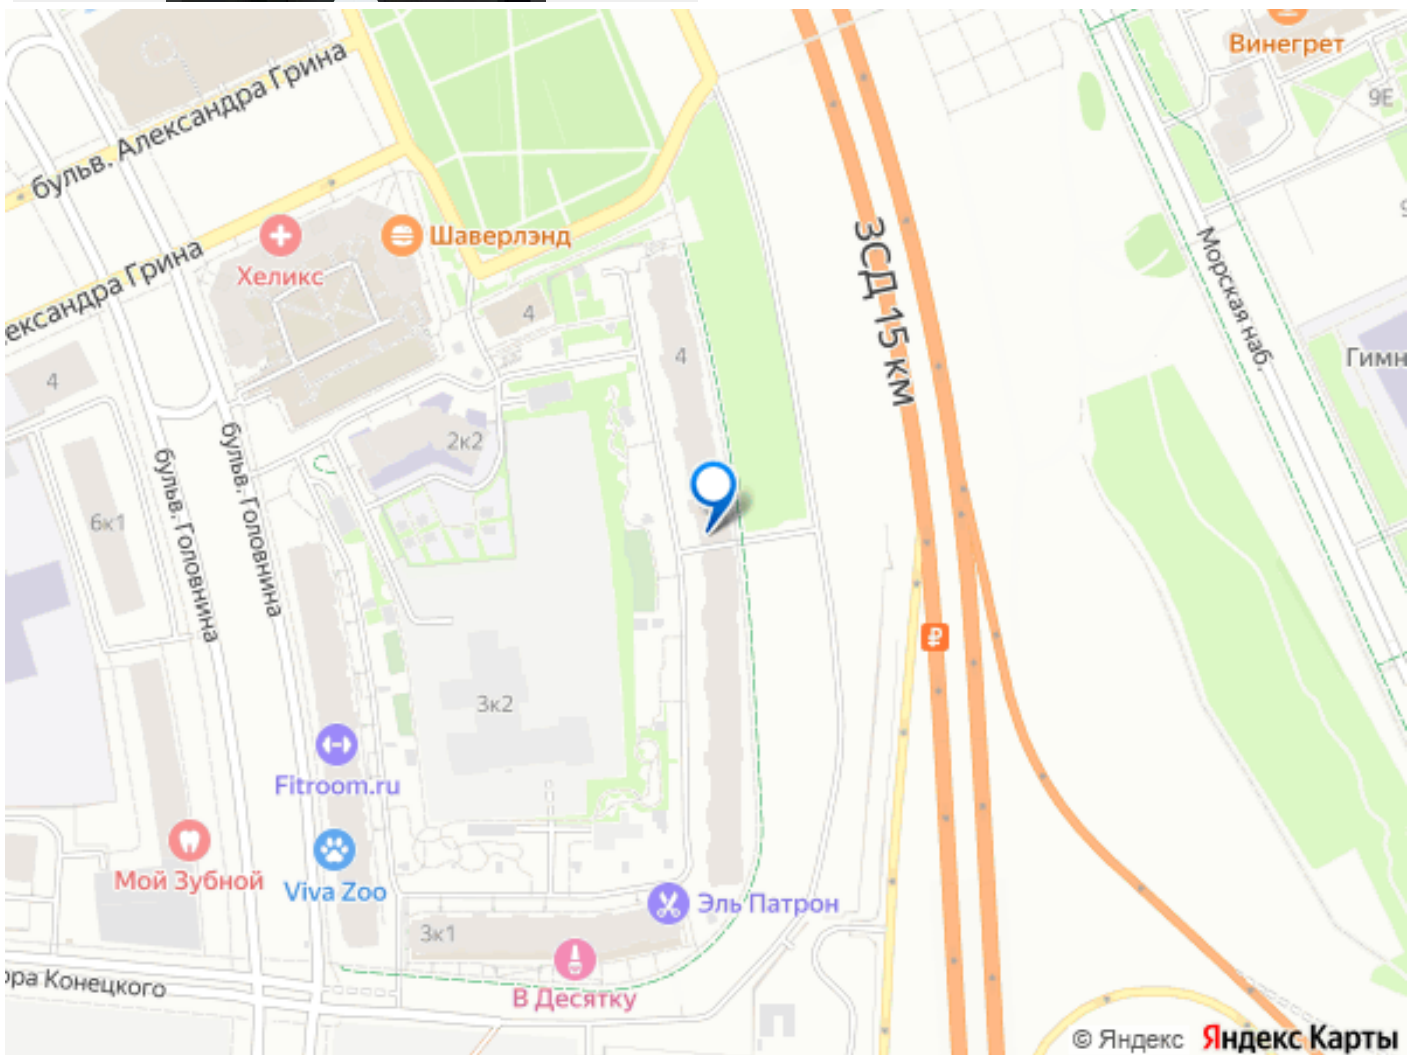 Винегрет
9Е
бульв. Александра Грина
Шаверлэнд
Хеликс
ександра Грина
ЗСД 15 км
Морская наб.
4
4
4
Гимн
2к2
бульв. Головнина
бульв. Головнина
6к1
₽
3к2
Fitroom.ru
Мой Зубной
Viva Zoo
Эль Патрон
3к1
ора Конецкого
В Десятку
© Яндекс Яндекс Карты